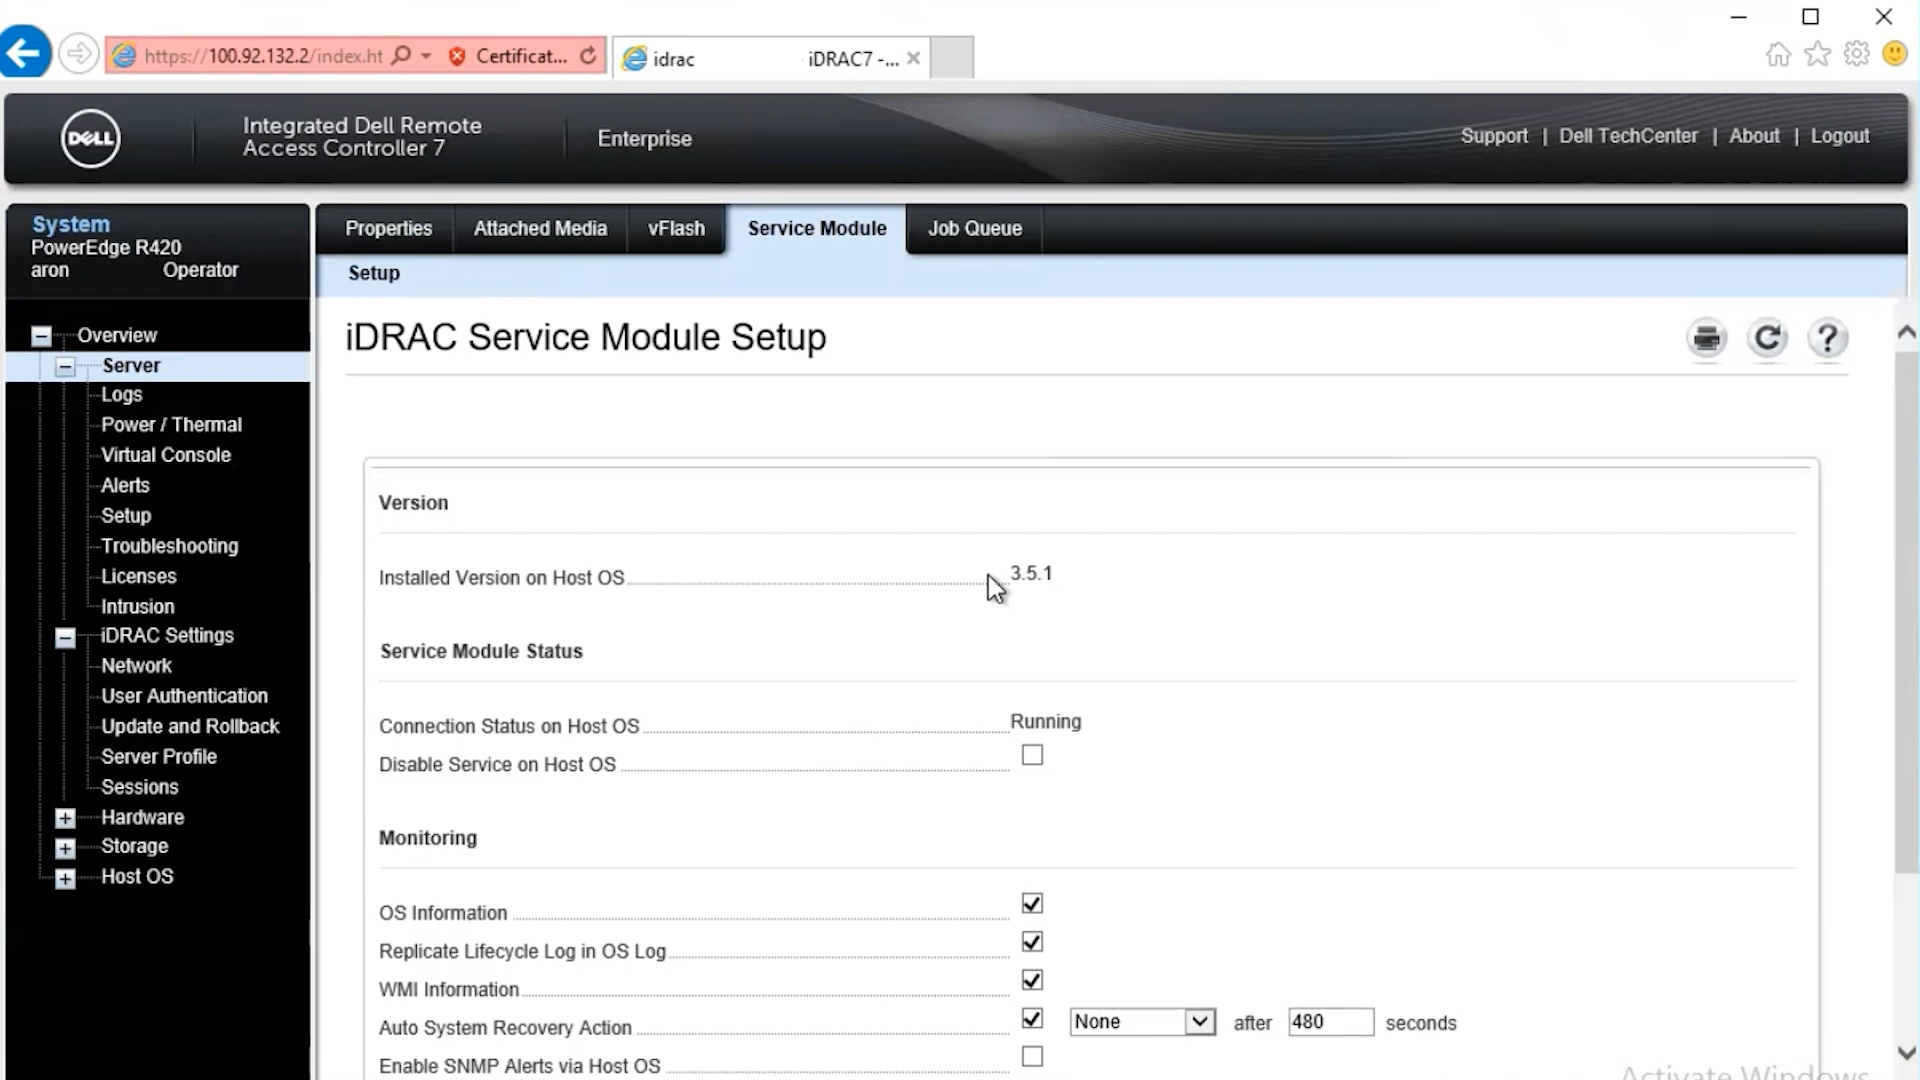 https://100.92.132.2/index.ht
Certificat...
idrac iDRAC7 -...
DELL
Integrated Dell Remote
Access Controller 7
Enterprise
Support | Dell TechCenter | About | Logout
System
PowerEdge R420
aron Operator
Properties Attached Media vFlash Service Module Job Queue
Setup
Overview
Server
Logs
Power / Thermal
Virtual Console
Alerts
Setup
Troubleshooting
Licenses
Intrusion
iDRAC Settings
Network
User Authentication
Update and Rollback
Server Profile
Sessions
Hardware
Storage
Host OS
iDRAC Service Module Setup
Version
Installed Version on Host OS 3.5.1
Service Module Status
Connection Status on Host OS Running
Disable Service on Host OS
Monitoring
OS Information
Replicate Lifecycle Log in OS Log
WMI Information
Auto System Recovery Action None after 480 seconds
Enable SNMP Alerts via Host OS
Activate Windows